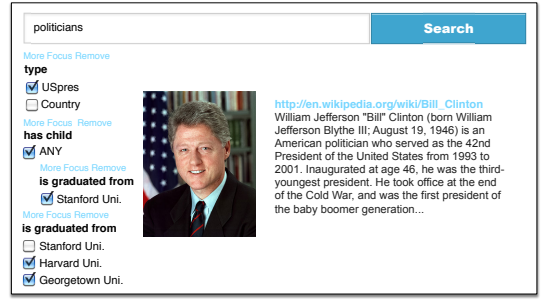 politicians
Search
More Focus Remove
type
USpres
Country
More Focus Remove
has child
ANY
More Focus Remove
is graduated from
Stanford Uni.
More Focus Remove
is graduated from
Stanford Uni.
Harvard Uni.
Georgetown Uni.
http://en.wikipedia.org/wiki/Bill_Clinton
William Jefferson "Bill" Clinton (born William
Jefferson Blythe III; August 19, 1946) is an
American politician who served as the 42nd
President of the United States from 1993 to
2001. Inaugurated at age 46, he was the third-
youngest president. He took office at the end
of the Cold War, and was the first president of
the baby boomer generation...